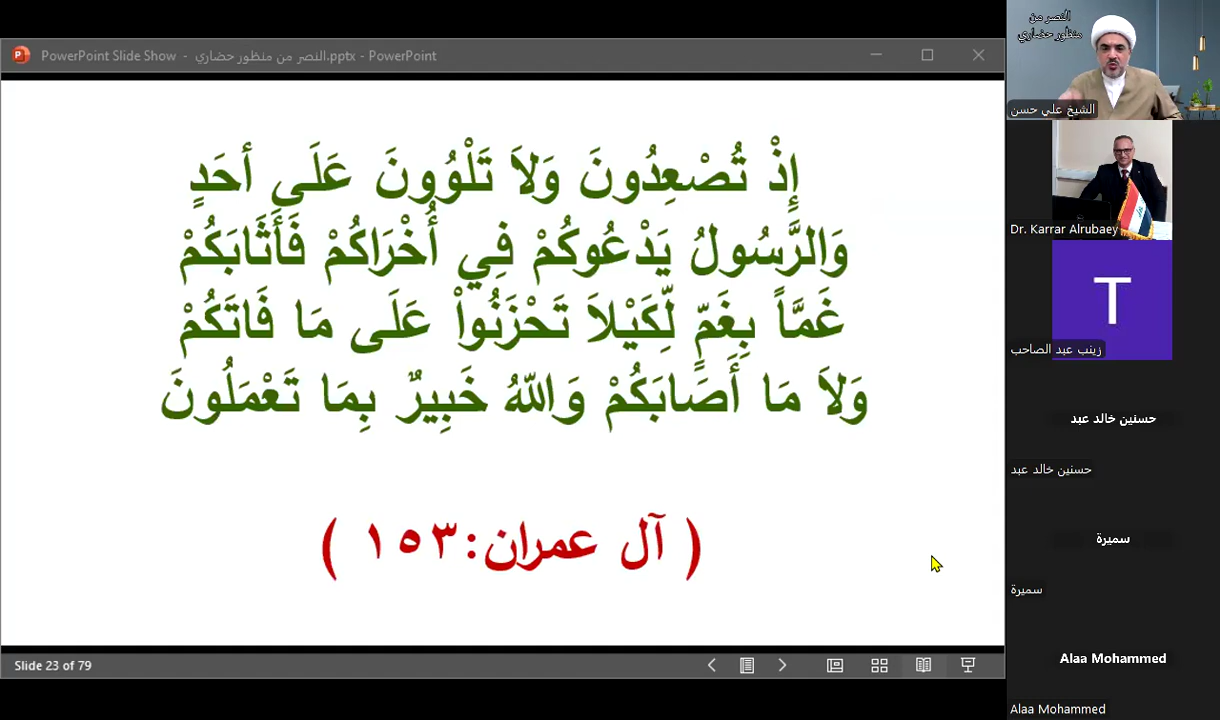 PowerPoint Slide Show - النصر من منظور حضاري.pptx - PowerPoint
إِذْ تُصْعِدُونَ وَلاَ تَلْوُونَ عَلَى أحَدٍ
وَالرَّسُولُ يَدْعُوكُمْ فِي أُخْرَاكُمْ فَأَثَابَكُمْ
غَمَّاً بِغَمٍّ لِّكَيْلاَ تَحْزَنُواْ عَلَى مَا فَاتَكُمْ
وَلاَ مَا أَصَابَكُمْ وَاللّهُ خَبِيرٌ بِمَا تَعْمَلُونَ
( آل عمران:١٥٣ )
Slide 23 of 79
النصر من
منظور حضاري
الشيخ علي حسن
Dr. Karrar Alrubaey
T
زينب عبد الصاحب
حسنين خالد عبد
حسنين خالد عبد
سميرة
سميرة
Alaa Mohammed
Alaa Mohammed